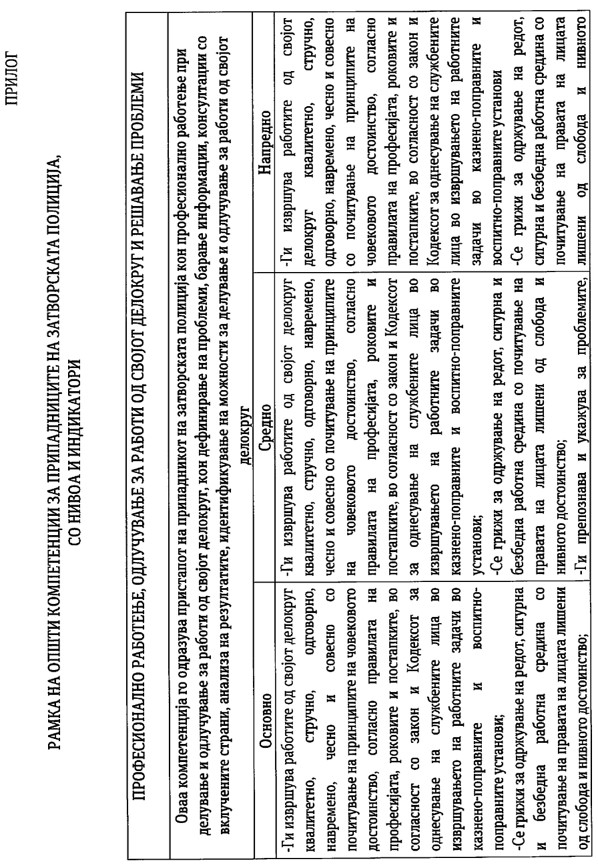 ПРИЛОГ
РАМКА НА ОПШТИ КОМПЕТЕНЦИИ ЗА ПРИПАДНИЦИТЕ НА ЗАТВОРСКАТА ПОЛИЦИЈА,
СО НИВОА И ИНДИКАТОРИ
ПРОФЕСИОНАЛНО РАБОТЕЊЕ, ОДЛУЧУВАЊЕ ЗА РАБОТИ ОД СВОЈОТ ДЕЛОКРУГ И РЕШАВАЊЕ ПРОБЛЕМИ
Оваа компетенција го одразува пристапот на припадникот на затворската полиција кон професионално работење при
делување и одлучување за работи од својот делокруг, кон дефинирање на проблеми, барање информации, консултации со
вклучените страни, анализа на резултатите, идентификување на можности за делување и одлучување за работи од својот
делокруг
Основно
-Ги извршува работите од својот делокруг
квалитетно, стручно, одговорно,
навремено, чесно и совесно со
почитување на принципите на човековото
достоинство, согласно правилата на
професијата, роковите и постапките, во
согласност со закон и Кодексот за
однесување на службените лица во
извршувањето на работните задачи во
казнено-поправните и воспитно-
поправните установи;
-Се грижи за одржување на редот, сигурна
и безбедна работна средина со
почитување на правата на лицата лишени
од слобода и нивното достоинство;
Средно
-Ги извршува работите од својот делокруг
квалитетно, стручно, одговорно, навремено,
чесно и совесно со почитување на принципите
на човековото достоинство, согласно
правилата на професијата, роковите и
постапките, во согласност со закон и Кодексот
за однесување на службените лица во
извршувањето на работните задачи во
казнено-поправните и воспитно-поправните
установи;
-Се грижи за одржување на редот, сигурна и
безбедна работна средина со почитување на
правата на лицата лишени од слобода и
нивното достоинство;
-Ги препознава и укажува за проблемите,
Напредно
-Ги извршува работите од својот
делокруг квалитетно, стручно,
одговорно, навремено, чесно и совесно
со почитување на принципите на
човековото достоинство, согласно
правилата на професијата, роковите и
постапките, во согласност со закон и
Кодексот за однесување на службените
лица во извршувањето на работните
задачи во казнено-поправните и
воспитно-поправните установи
-Се грижи за одржување на редот,
сигурна и безбедна работна средина со
почитување на правата на лицата
лишени од слобода и нивното